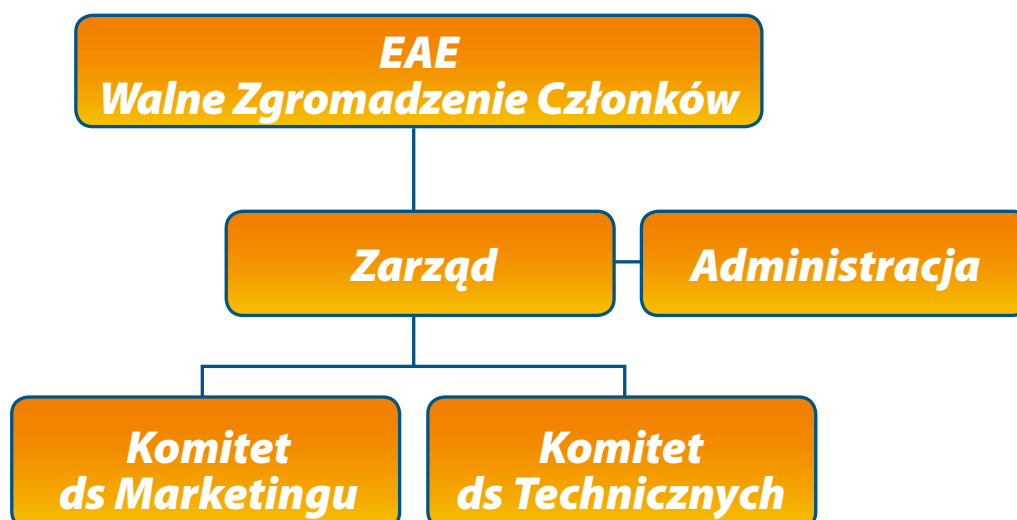 EAE
Walne Zgromadzenie Członków
Zarząd
Administracja
Komitet
ds Marketingu
Komitet
ds Technicznych